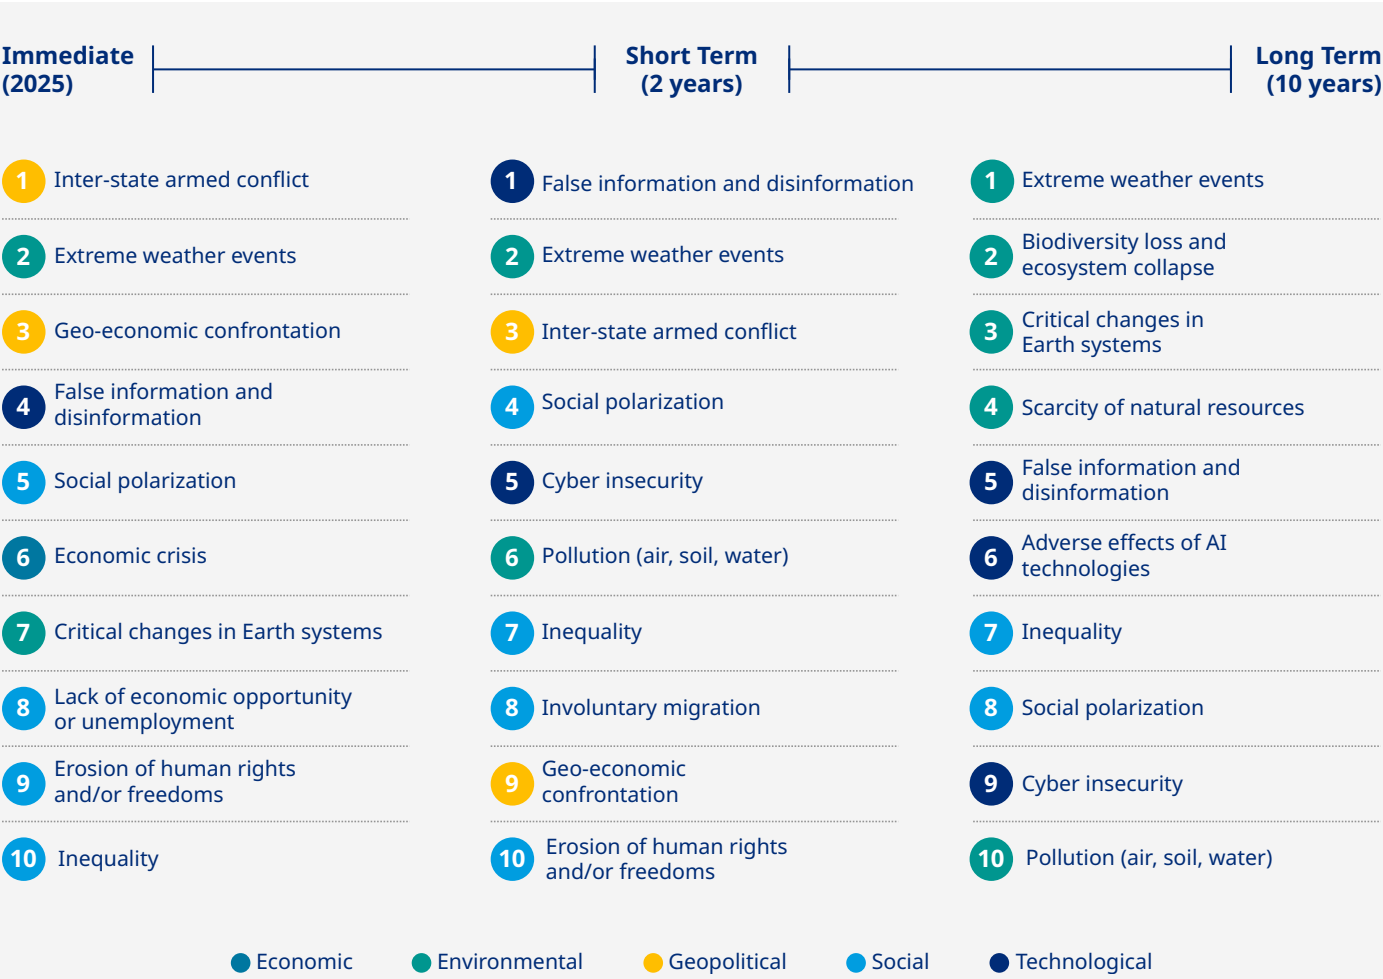 Immediate
(2025)
Short Term
(2 years)
Long Term
(10 years)
1 Inter-state armed conflict
2 Extreme weather events
3 Geo-economic confrontation
4 False information and
disinformation
5 Social polarization
6 Economic crisis
7 Critical changes in Earth systems
8 Lack of economic opportunity
or unemployment
9 Erosion of human rights
and/or freedoms
10 Inequality
1 False information and disinformation
2 Extreme weather events
3 Inter-state armed conflict
4 Social polarization
5 Cyber insecurity
6 Pollution (air, soil, water)
7 Inequality
8 Involuntary migration
9 Geo-economic
confrontation
10 Erosion of human rights
and/or freedoms
1 Extreme weather events
2 Biodiversity loss and
ecosystem collapse
3 Critical changes in
Earth systems
4 Scarcity of natural resources
5 False information and
disinformation
6 Adverse effects of AI
technologies
7 Inequality
8 Social polarization
9 Cyber insecurity
10 Pollution (air, soil, water)
Economic
Environmental
Geopolitical
Social
Technological